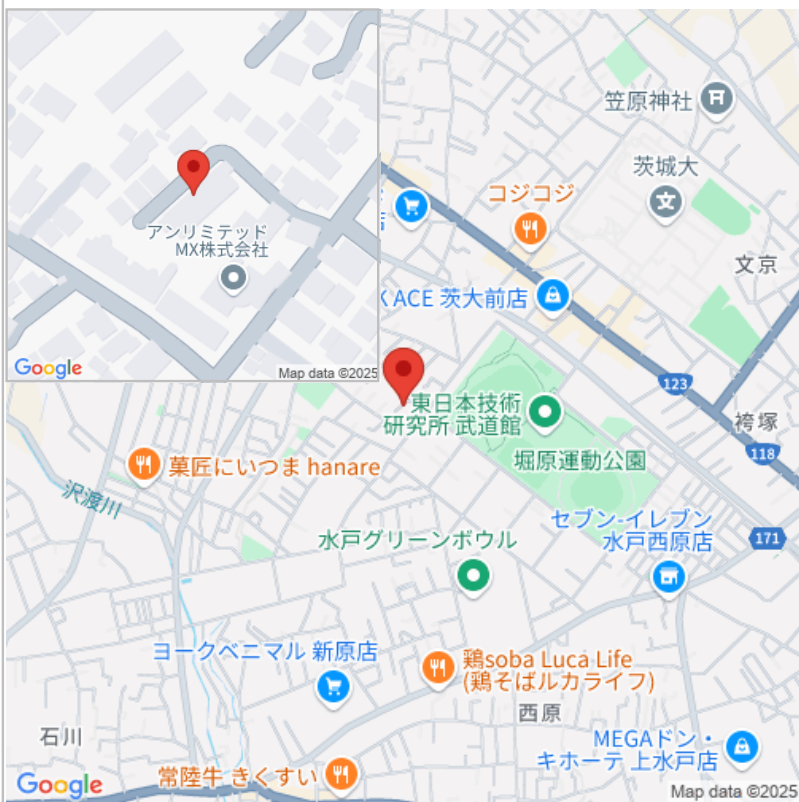 アンリミテッド
MX株式会社
Google
Map data ©2025
笠原神社
茨城大
コジコジ
文京
店
ACE 茨大前店
123
東日本技術
研究所 武道館
袴塚
118
堀原運動公園
菓匠にいつま hanare
沢渡川
セブン-イレブン
水戸西原店
171
水戸グリーンボウル
ヨークベニマル 新原店
鶏soba Luca Life
(鶏そばルカライフ)
西原
石川
MEGAドン・
キホーテ 上水戸店
常陸牛 きくすい
Google
Map data ©2025